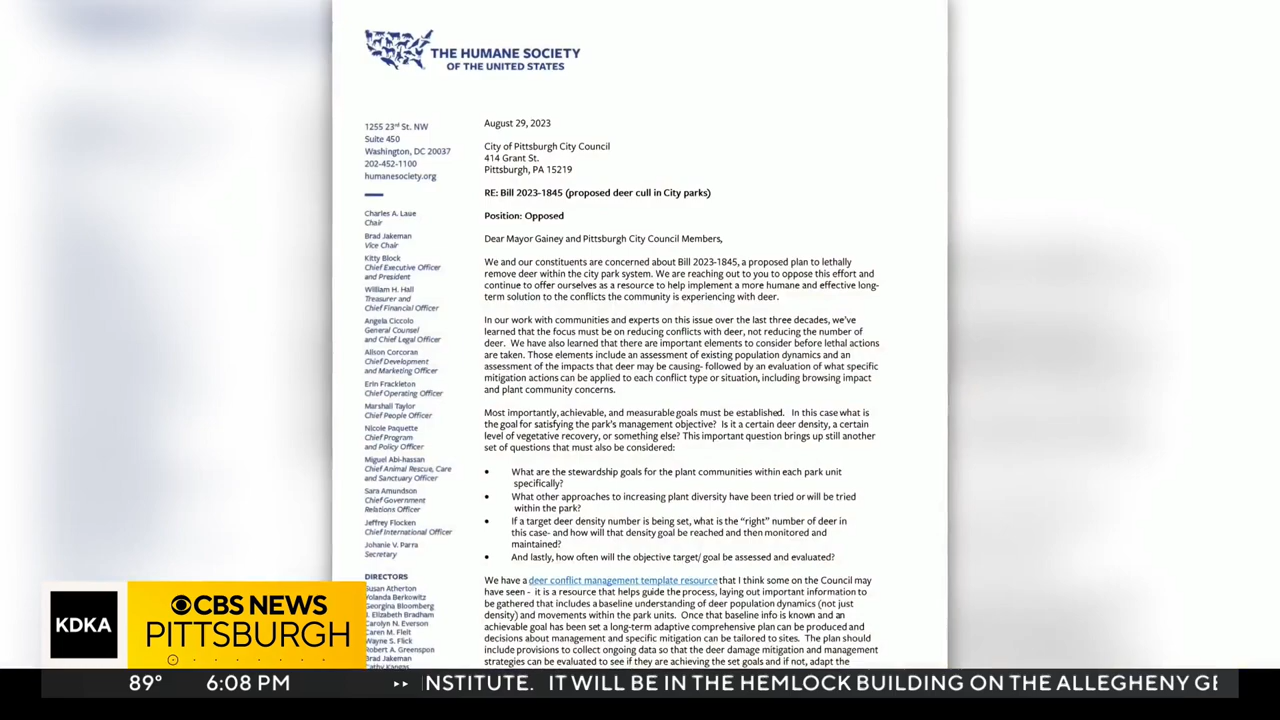 THE HUMANE SOCIETY
OF THE UNITED STATES
1255 23rd St. NW
Suite 450
Washington, DC 20037
202-452-1100
humanesociety.org
Charles A. Laue
Chair
Brad Jakeman
Vice Chair
Kitty Block
Chief Executive Officer
and President
William H. Hall
Treasurer and
Chief Financial Officer
Angela Ciccolo
General Counsel
and Chief Legal Officer
Alison Corcoran
Chief Development
and Marketing Officer
Erin Frackleton
Chief Operating Officer
Marshall Taylor
Chief People Officer
Nicole Paquette
Chief Program
and Policy Officer
Miguel Abi-hassan
Chief Animal Rescue, Care
and Sanctuary Officer
Sara Amundson
Chief Government
Relations Officer
Jeffrey Flocken
Chief International Officer
Johanie V. Parra
Secretary
DIRECTORS
Susan Atherton
Yolanda Berkowitz
Georgina Bloomberg
J. Elizabeth Bradham
Carolyn N. Everson
Caren M. Fleit
Wayne S. Flick
Robert A. Greenspon
Brad Jakeman
Cathy Kangas
August 29, 2023
City of Pittsburgh City Council
414 Grant St.
Pittsburgh, PA 15219
RE: Bill 2023-1845 (proposed deer cull in City parks)
Position: Opposed
Dear Mayor Gainey and Pittsburgh City Council Members,
We and our constituents are concerned about Bill 2023-1845, a proposed plan to lethally
remove deer within the city park system. We are reaching out to you to oppose this effort and
continue to offer ourselves as a resource to help implement a more humane and effective long-
term solution to the conflicts the community is experiencing with deer.
In our work with communities and experts on this issue over the last three decades, we've
learned that the focus must be on reducing conflicts with deer, not reducing the number of
deer. We have also learned that there are important elements to consider before lethal actions
are taken. Those elements include an assessment of existing population dynamics and an
assessment of the impacts that deer may be causing- followed by an evaluation of what specific
mitigation actions can be applied to each conflict type or situation, including browsing impact
and plant community concerns.
Most importantly, achievable, and measurable goals must be established. In this case what is
the goal for satisfying the park's management objective? Is it a certain deer density, a certain
level of vegetative recovery, or something else? This important question brings up still another
set of questions that must also be considered:
• What are the stewardship goals for the plant communities within each park unit
specifically?
• What other approaches to increasing plant diversity have been tried or will be tried
within the park?
• If a target deer density number is being set, what is the "right" number of deer in
this case- and how will that density goal be reached and then monitored and
maintained?
• And lastly, how often will the objective target/ goal be assessed and evaluated?
We have a deer conflict management template resource that I think some on the Council may
have seen - it is a resource that helps guide the process, laying out important information to
be gathered that includes a baseline understanding of deer population dynamics (not just
density) and movements within the park units. Once that baseline info is known and an
achievable goal has been set a long-term adaptive comprehensive plan can be produced and
decisions about management and specific mitigation can be tailored to sites. The plan should
include provisions to collect ongoing data so that the deer damage mitigation and management
strategies can be evaluated to see if they are achieving the set goals and if not, adapt the
KDKA
CBS NEWS
PITTSBURGH
89° 6:08 PM NSTITUTE. IT WILL BE IN THE HEMLOCK BUILDING ON THE ALLEGHENY GE